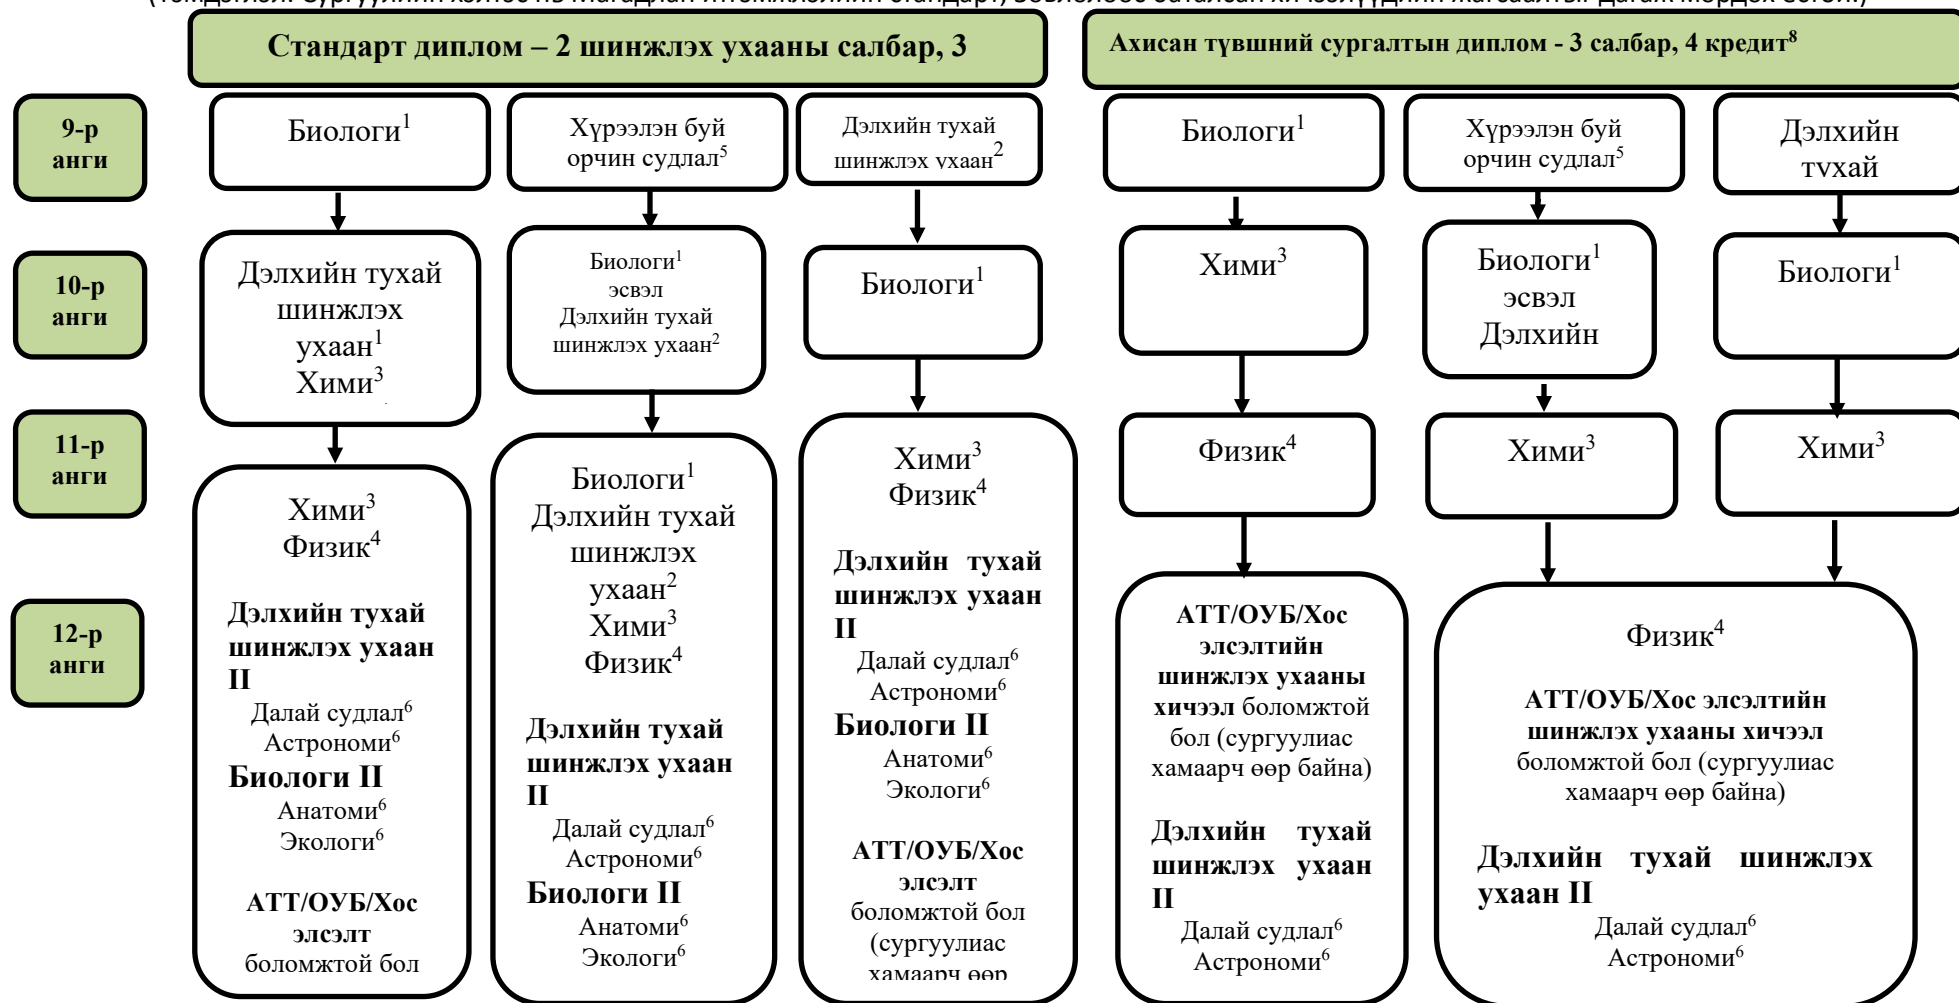 Стандарт диплом – 2 шинжлэх ухааны салбар, 3
Ахисан түвшний сургалтын диплом - 3 салбар, 4 кредит⁸
9-р
анги
Биологи¹
Хүрээлэн буй
орчин судлал⁵
Дэлхийн тухай
шинжлэх ухаан²
Биологи¹
Хүрээлэн буй
орчин судлал⁵
Дэлхийн
тухай
10-р
анги
Дэлхийн тухай
шинжлэх
ухаан¹
Хими³
Биологи¹
эсвэл
Дэлхийн тухай
шинжлэх ухаан²
Биологи¹
Хими³
Биологи¹
эсвэл
Дэлхийн
Биологи¹
11-р
анги
Физик⁴
Хими³
Хими³
12-р
анги
Хими³
Физик⁴
Дэлхийн тухай
шинжлэх ухаан
II
Далай судлал⁶
Астрономи⁶
Биологи II
Анатоми⁶
Экологи⁶
АТТ/ОУБ/Хос
элсэлт
боломжтой бол
Биологи¹
Дэлхийн тухай
шинжлэх
ухаан²
Хими³
Физик⁴
Дэлхийн тухай
шинжлэх ухаан
II
Далай судлал⁶
Астрономи⁶
Биологи II
Анатоми⁶
Экологи⁶
Хими³
Физик⁴
Дэлхийн тухай
шинжлэх ухаан
II
Далай судлал⁶
Астрономи⁶
Биологи II
Анатоми⁶
Экологи⁶
АТТ/ОУБ/Хос
элсэлт
боломжтой бол
(сургуулиас
хамаарч өөр
АТТ/ОУБ/Хос
элсэлтийн
шинжлэх ухааны
хичээл боломжтой
бол (сургуулиас
хамаарч өөр байна)
Дэлхийн тухай
шинжлэх ухаан
II
Далай судлал⁶
Астрономи⁶
Физик⁴
АТТ/ОУБ/Хос элсэлтийн
шинжлэх ухааны хичээл
боломжтой бол (сургуулиас
хамаарч өөр байна)
Дэлхийн тухай шинжлэх
ухаан II
Далай судлал⁶
Астрономи⁶